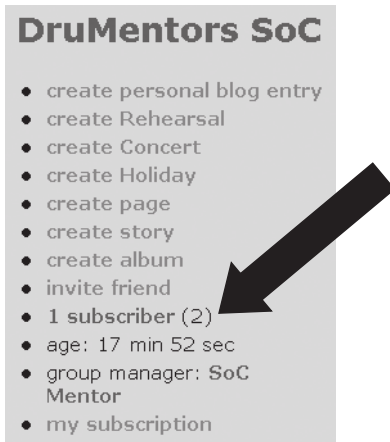 DruMentors SoC
• create personal blog entry
• create Rehearsal
• create Concert
• create Holiday
• create page
• create story
• create album
• invite friend
• 1 subscriber (2)
• age: 17 min 52 sec
• group manager: SoC
Mentor
• my subscription